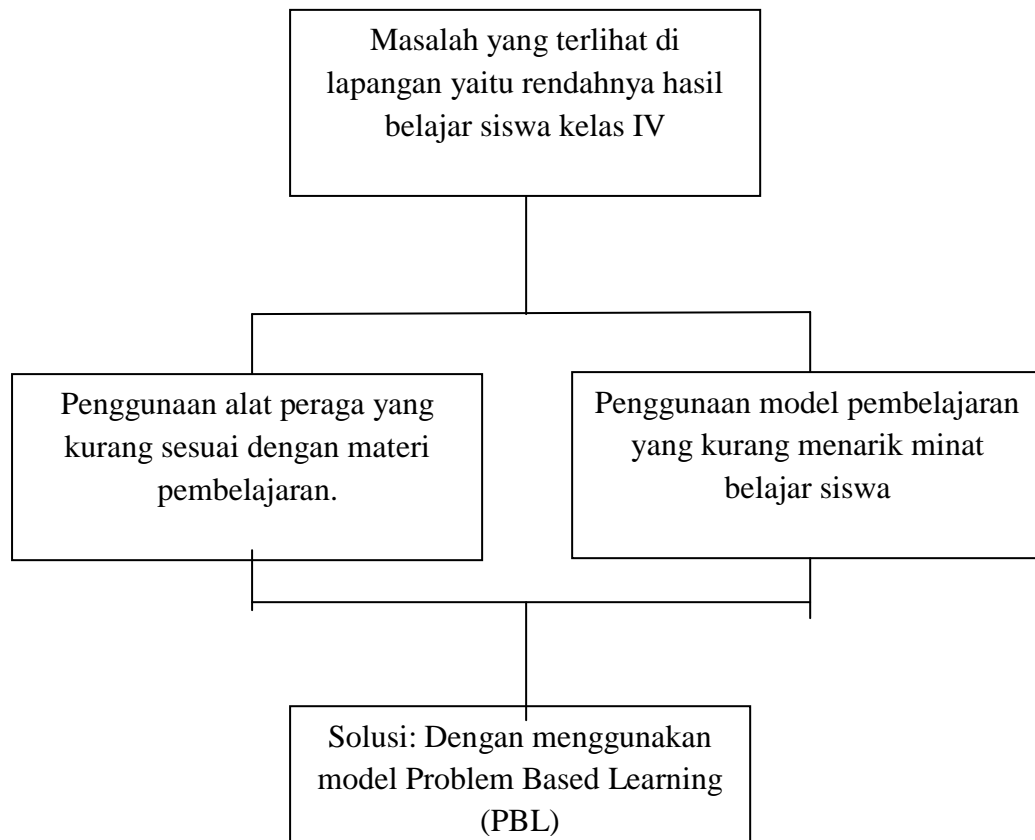 Masalah yang terlihat di
lapangan yaitu rendahnya hasil
belajar siswa kelas IV
Penggunaan alat peraga yang
kurang sesuai dengan materi
pembelajaran.
Penggunaan model pembelajaran
yang kurang menarik minat
belajar siswa
Solusi: Dengan menggunakan
model Problem Based Learning
(PBL)